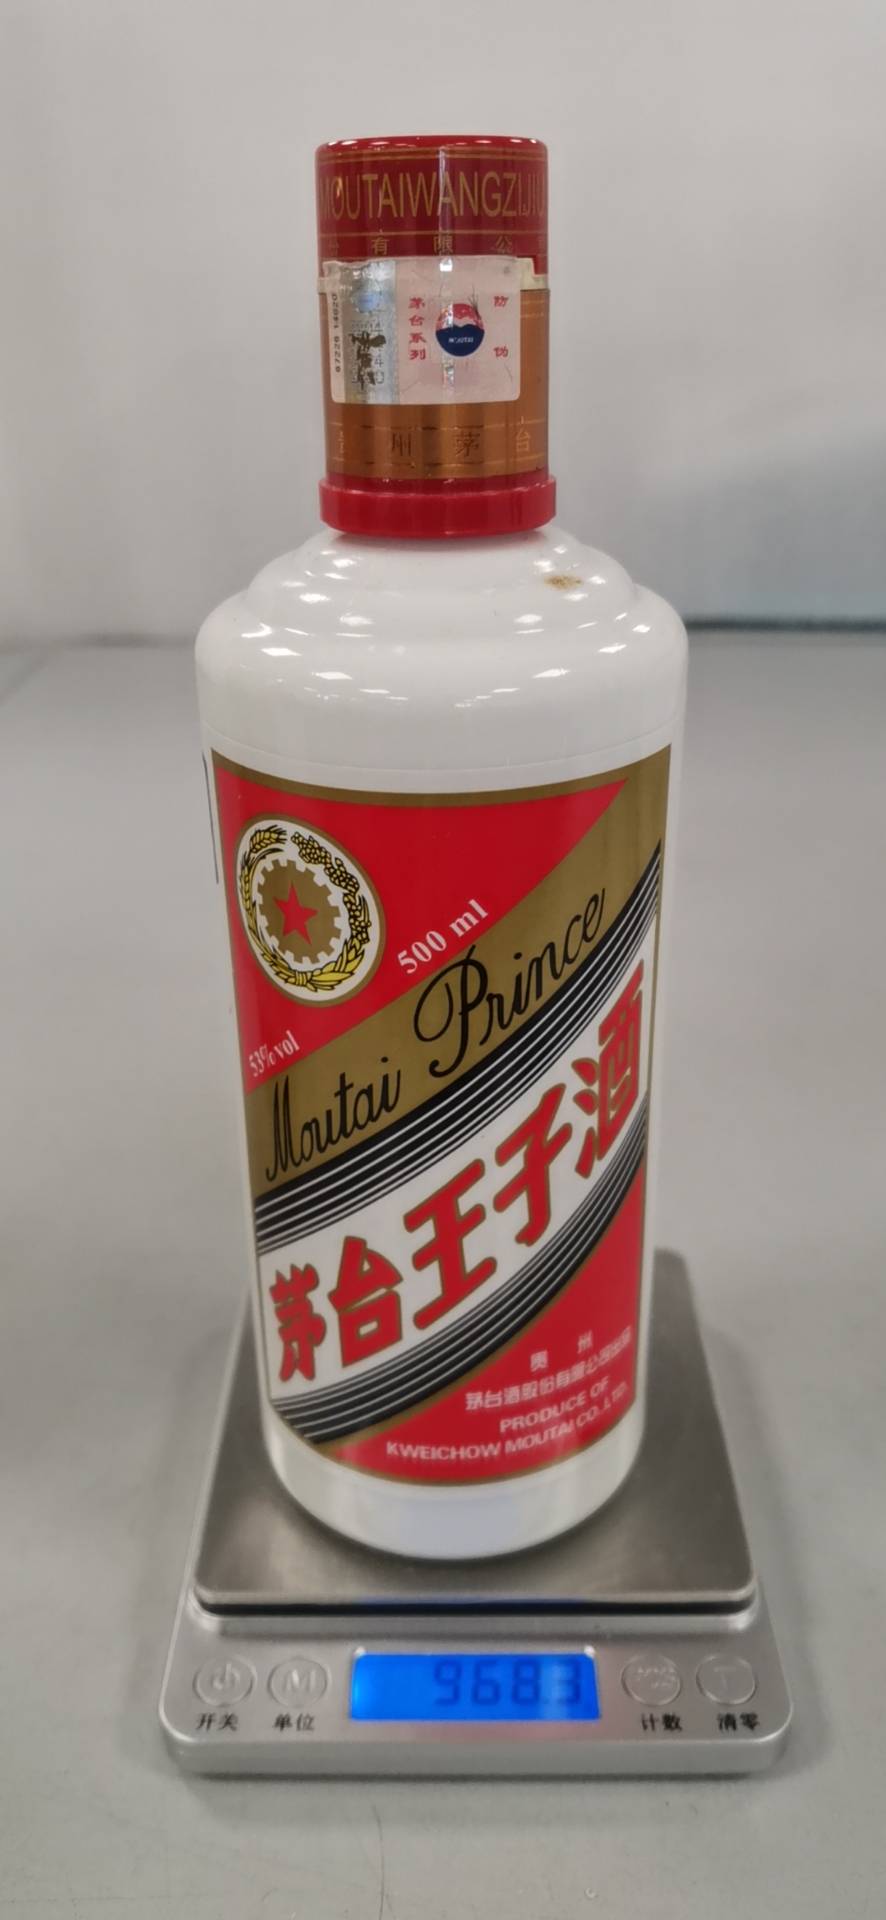 MOUTAIWANGZIJIU
有限公
茅台系列
防伪
MOUTAI
州茅台
500 ml
53%vol
Moutai Prince
茅台王子酒
贵州
茅台酒股份有限公司出品
PRODUCE OF
KWEICHOW MOUTAI CO., LTD.
968.3
开关
单位
计数
清零
M
T